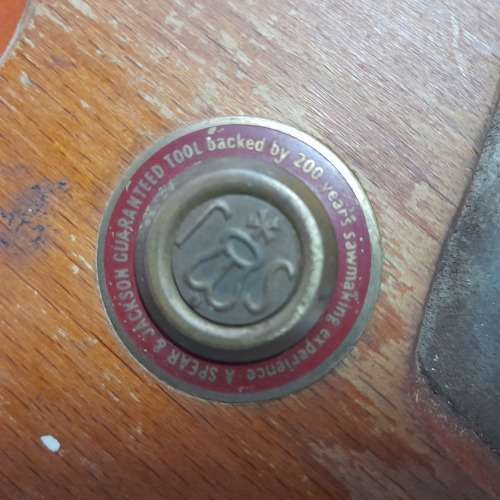 A SPEAR & JACKSON GUARANTEED TOOL backed by 200 years sawmaking experience